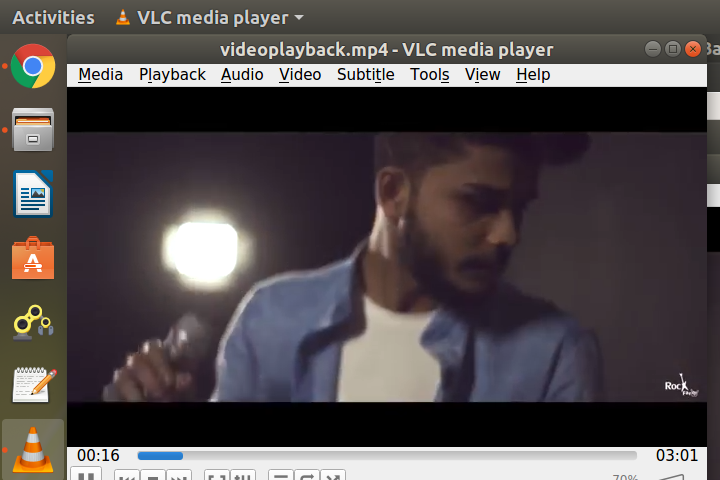 Activities VLC media player
videoplayback.mp4 - VLC media player
Media Playback Audio Video Subtitle Tools View Help
Rock
00:16 03:01
70%